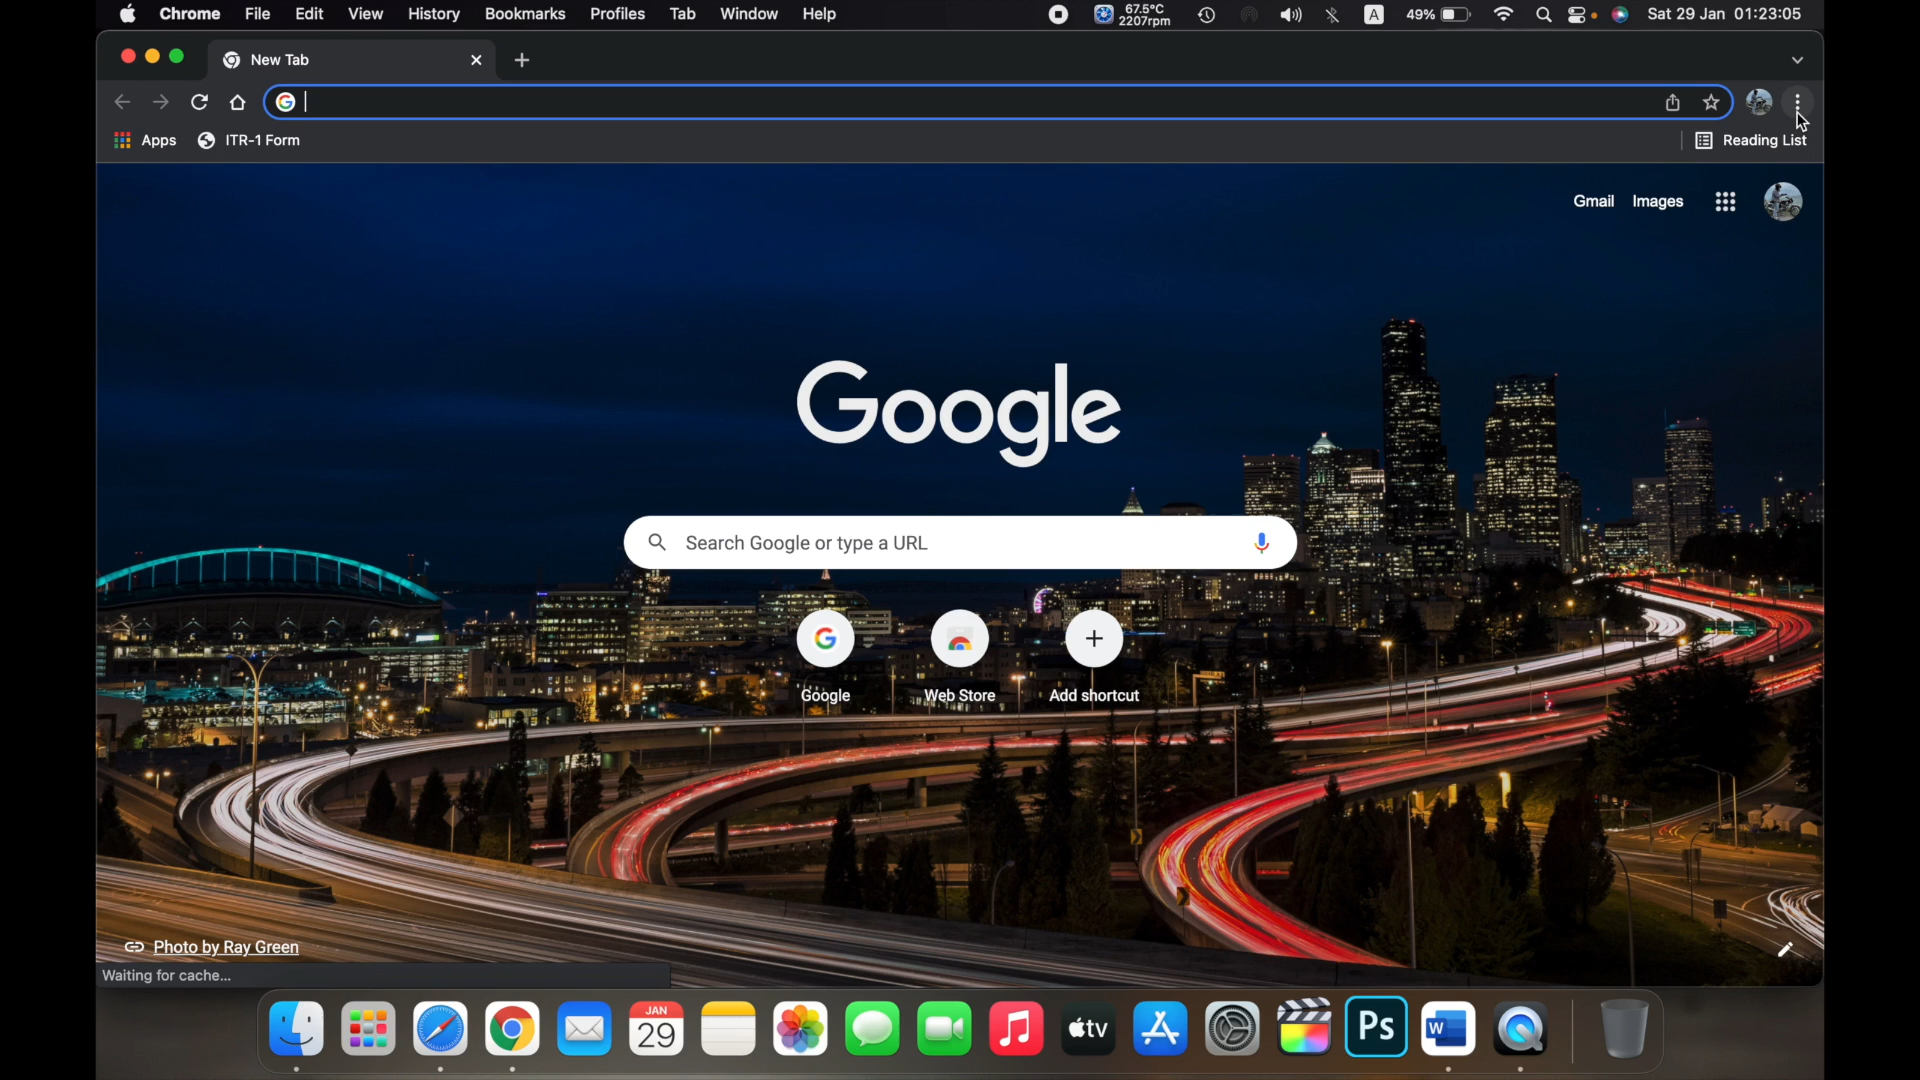 Chrome File Edit View History Bookmarks Profiles Tab Window Help 67.5°C 2207rpm A 49% Sat 29 Jan 01:23:05
New Tab
G
Apps ITR-1 Form Reading List
Gmail Images
Google
Search Google or type a URL
G
Google Web Store Add shortcut
Photo by Ray Green
Waiting for cache...
JAN
29
tv
Ps
W